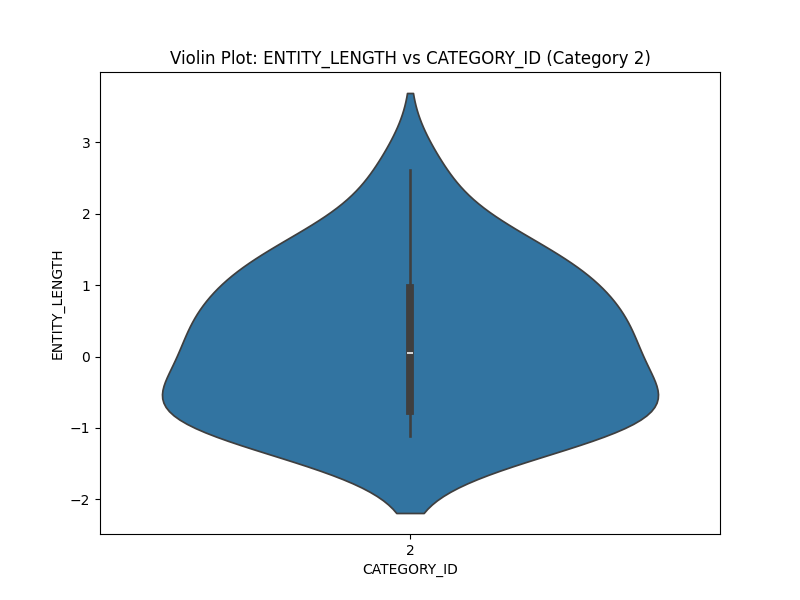 Violin Plot: ENTITY_LENGTH vs CATEGORY_ID (Category 2)
3
2
1
0
−1
−2
ENTITY_LENGTH
2
CATEGORY_ID